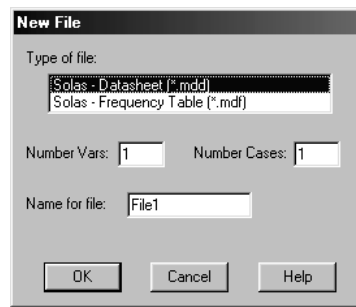 New File
Type of file:
Solas - Datasheet (*.mdd)
Solas - Frequency Table (*.mdf)
Number Vars: 1 Number Cases: 1
Name for file: File1
OK Cancel Help